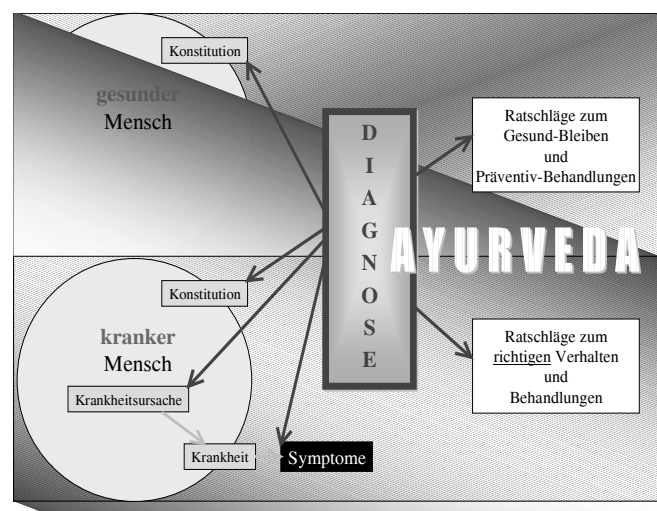 Konstitution
gesunder
Mensch
DIAGNOSE
Ratschläge zum
Gesund-Bleiben
und
Präventiv-Behandlungen
AYURVEDA
Konstitution
kranker
Mensch
Krankheitsursache
Krankheit
Symptome
Ratschläge zum
richtigen Verhalten
und
Behandlungen